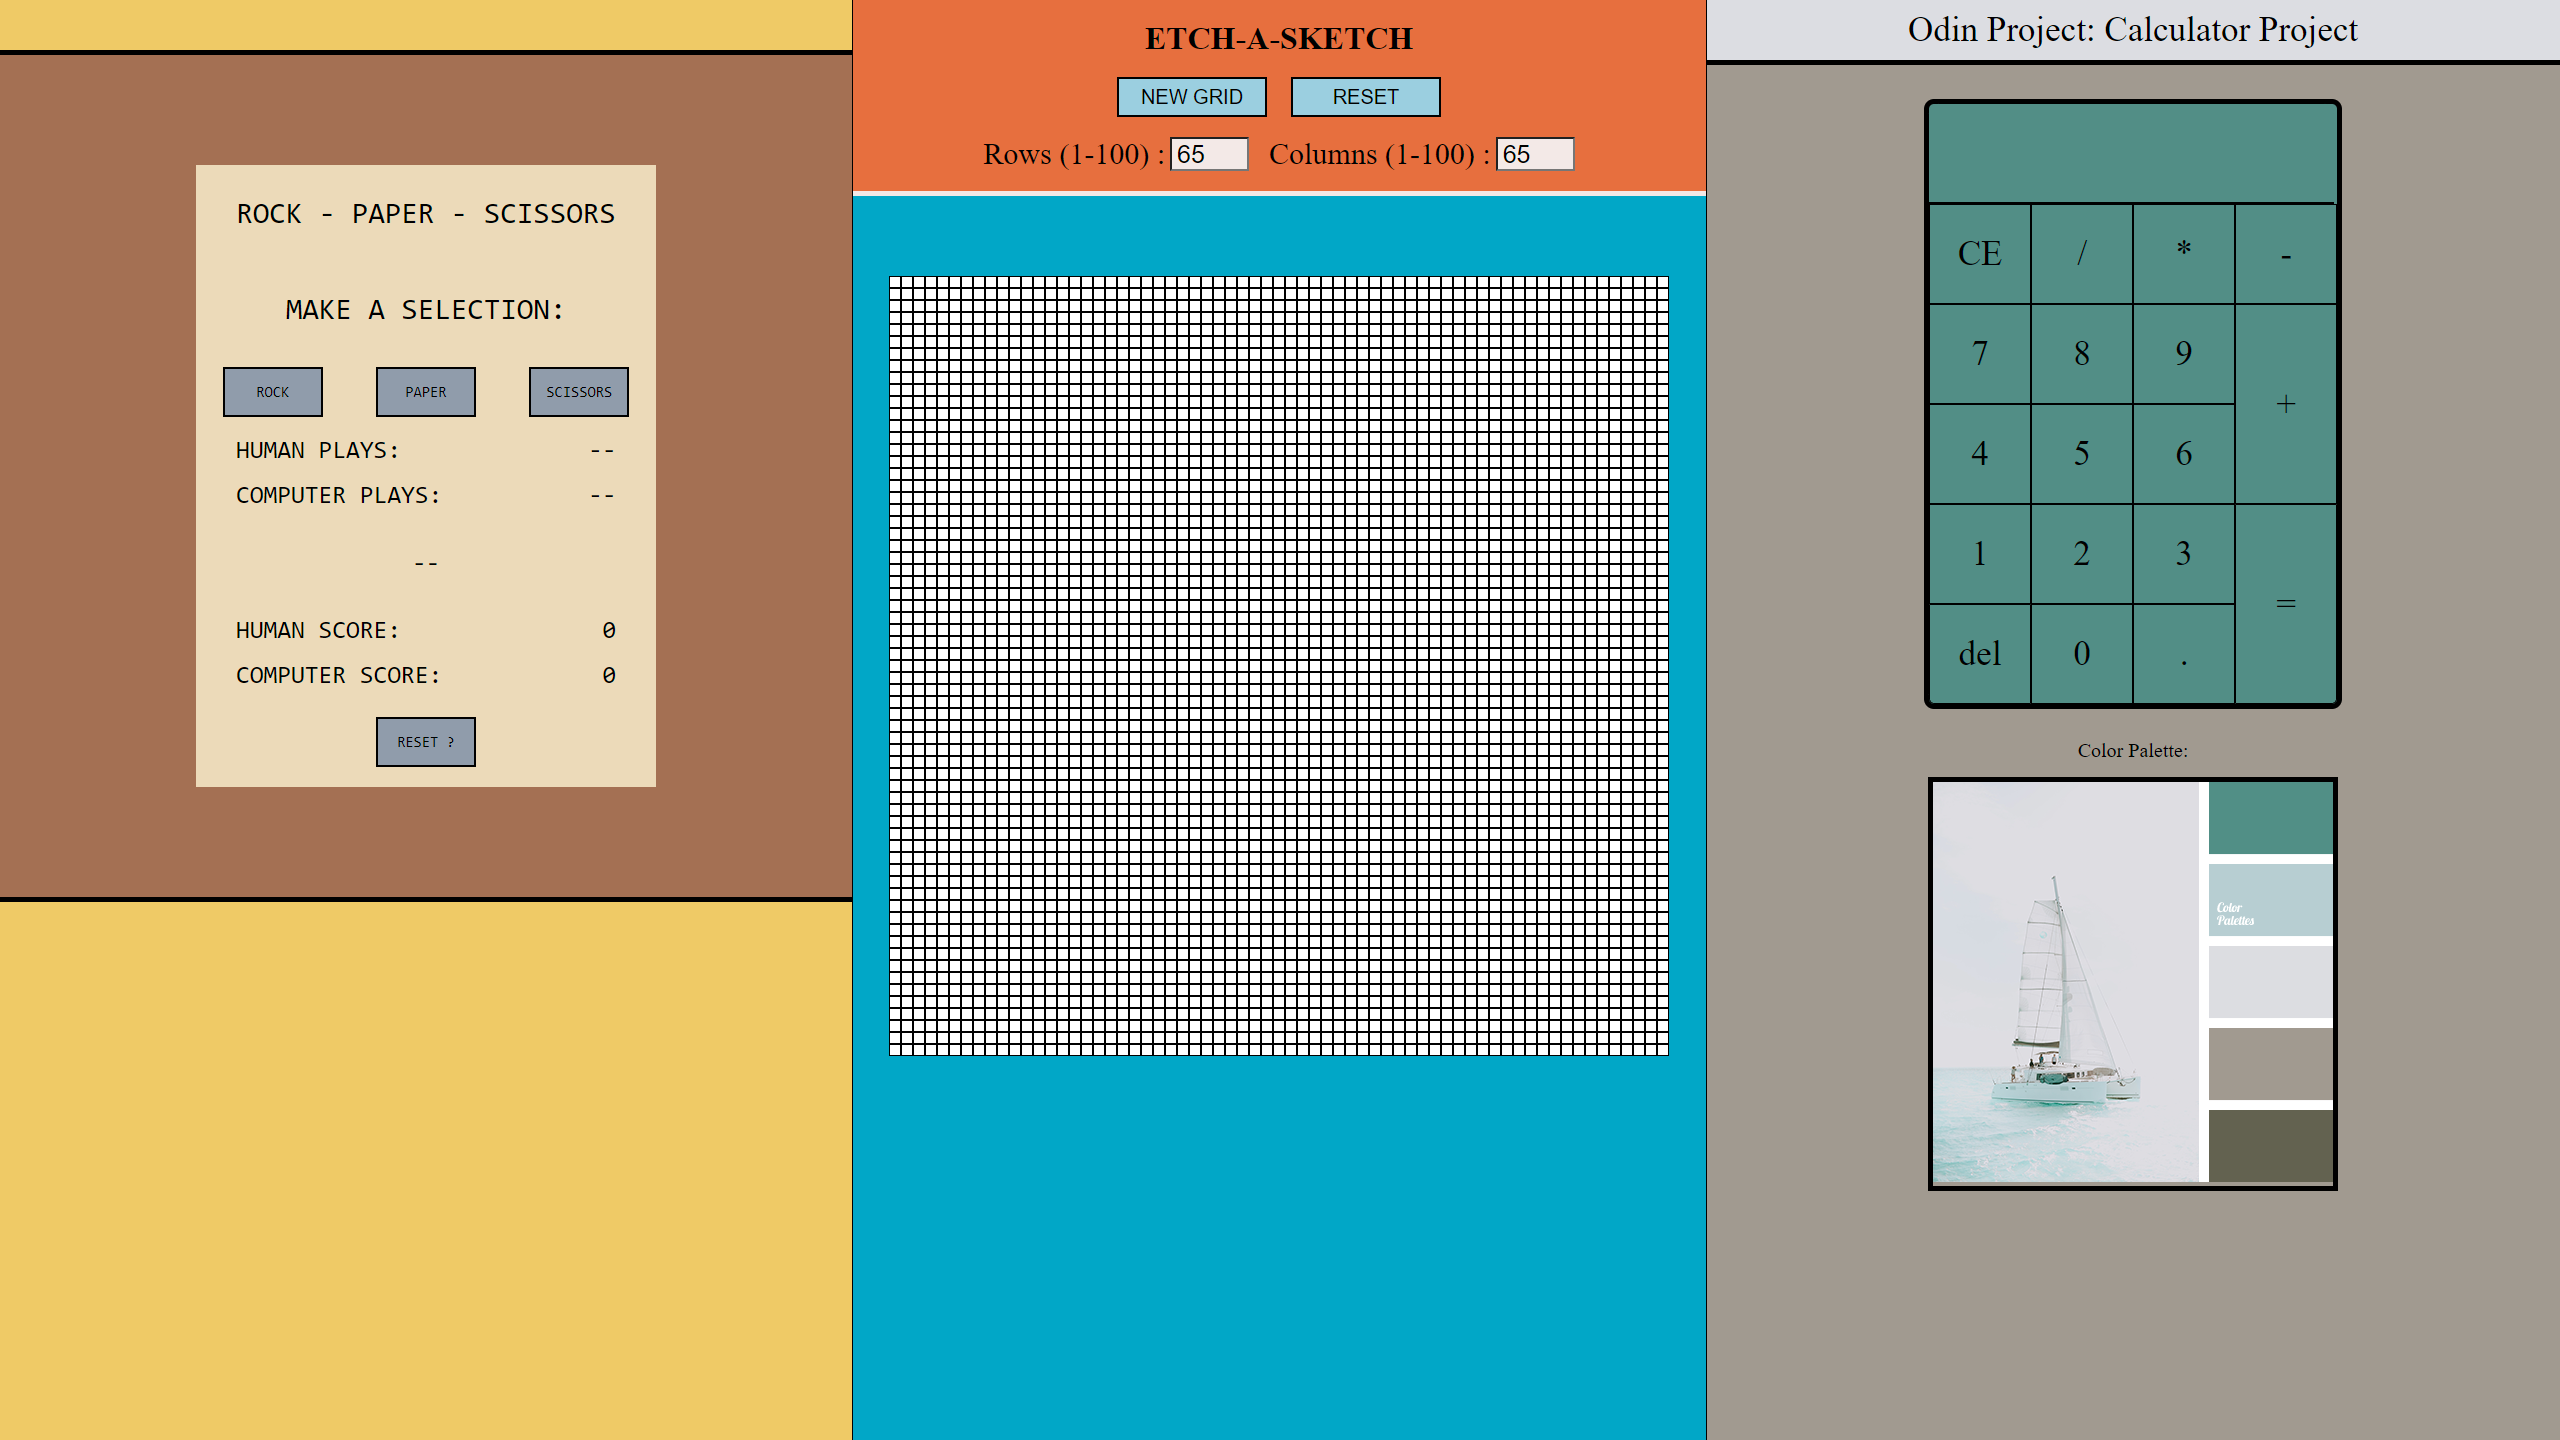 ROCK - PAPER - SCISSORS
MAKE A SELECTION:
ROCK PAPER SCISSORS
HUMAN PLAYS: --
COMPUTER PLAYS: --
--
HUMAN SCORE: 0
COMPUTER SCORE: 0
RESET ?
ETCH-A-SKETCH
NEW GRID RESET
Rows (1-100) : 65 Columns (1-100) : 65
Odin Project: Calculator Project
CE / * -
7 8 9
+
4 5 6
1 2 3
=
del 0 .
Color Palette:
Color
Palettes